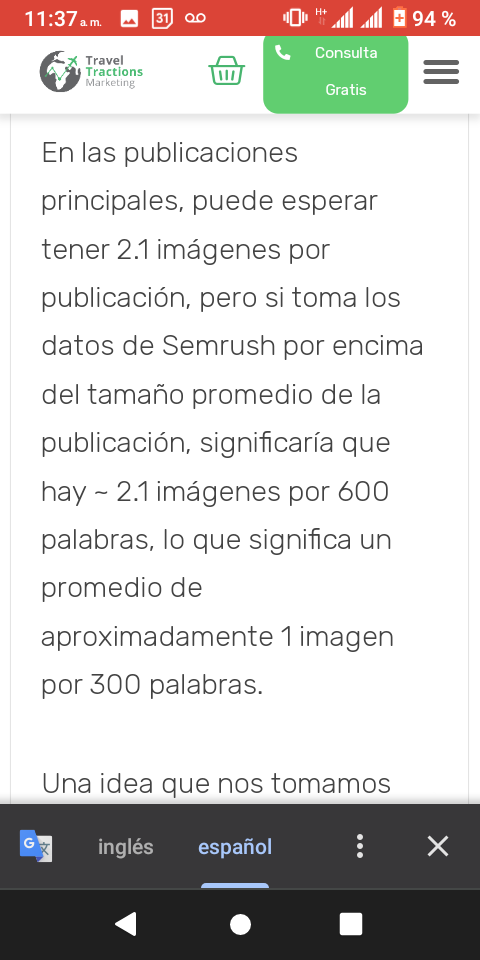 11:37 a. m. 31 H+ 94 %
Travel
Tractions
Marketing
Consulta
Gratis
En las publicaciones
principales, puede esperar
tener 2.1 imágenes por
publicación, pero si toma los
datos de Semrush por encima
del tamaño promedio de la
publicación, significaría que
hay ~ 2.1 imágenes por 600
palabras, lo que significa un
promedio de
aproximadamente 1 imagen
por 300 palabras.
Una idea que nos tomamos
G 文 inglés español